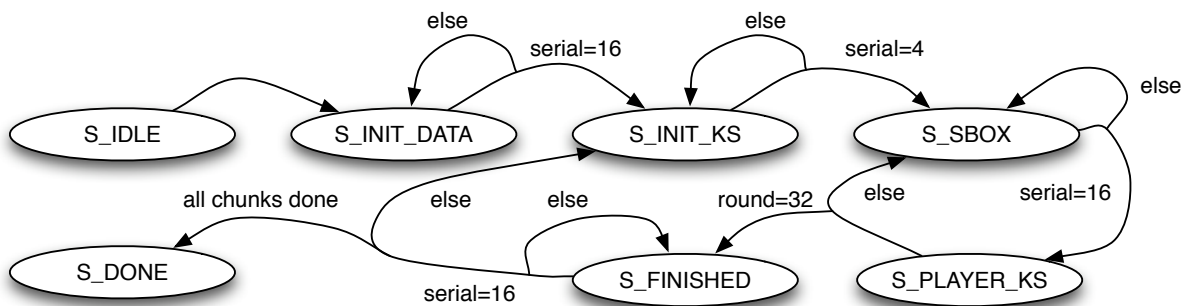 else
else
serial=16
serial=4
else
S_IDLE
S_INIT_DATA
S_INIT_KS
S_SBOX
all chunks done
else
else
round=32
else
serial=16
S_DONE
serial=16
S_FINISHED
S_PLAYER_KS